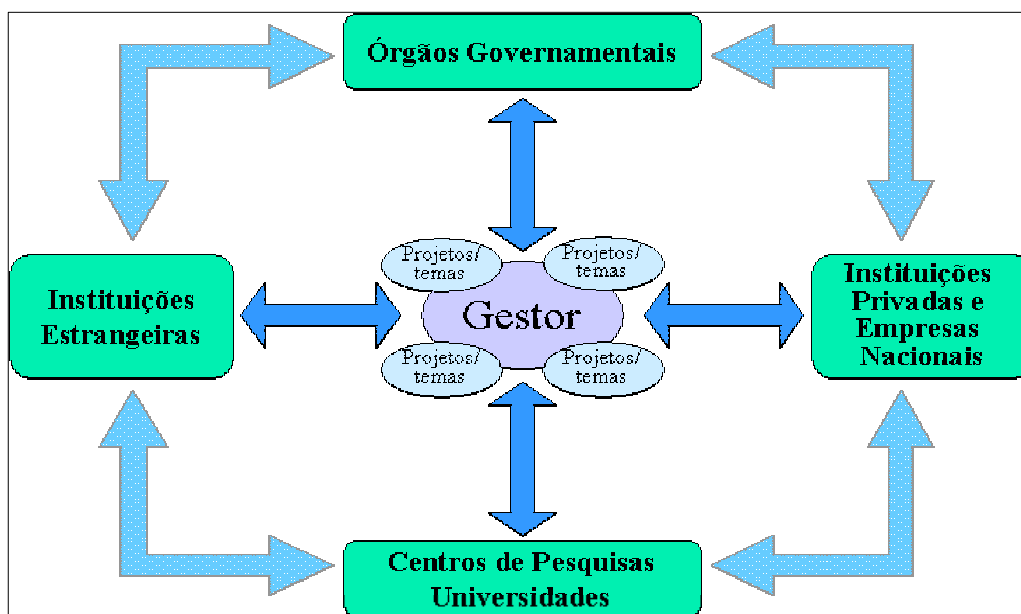 Órgãos Governamentais
Projetos/
temas
Projetos/
temas
Instituições
Estrangeiras
Gestor
Instituições
Privadas e
Empresas
Nacionais
Projetos/
temas
Projetos/
temas
Centros de Pesquisas
Universidades